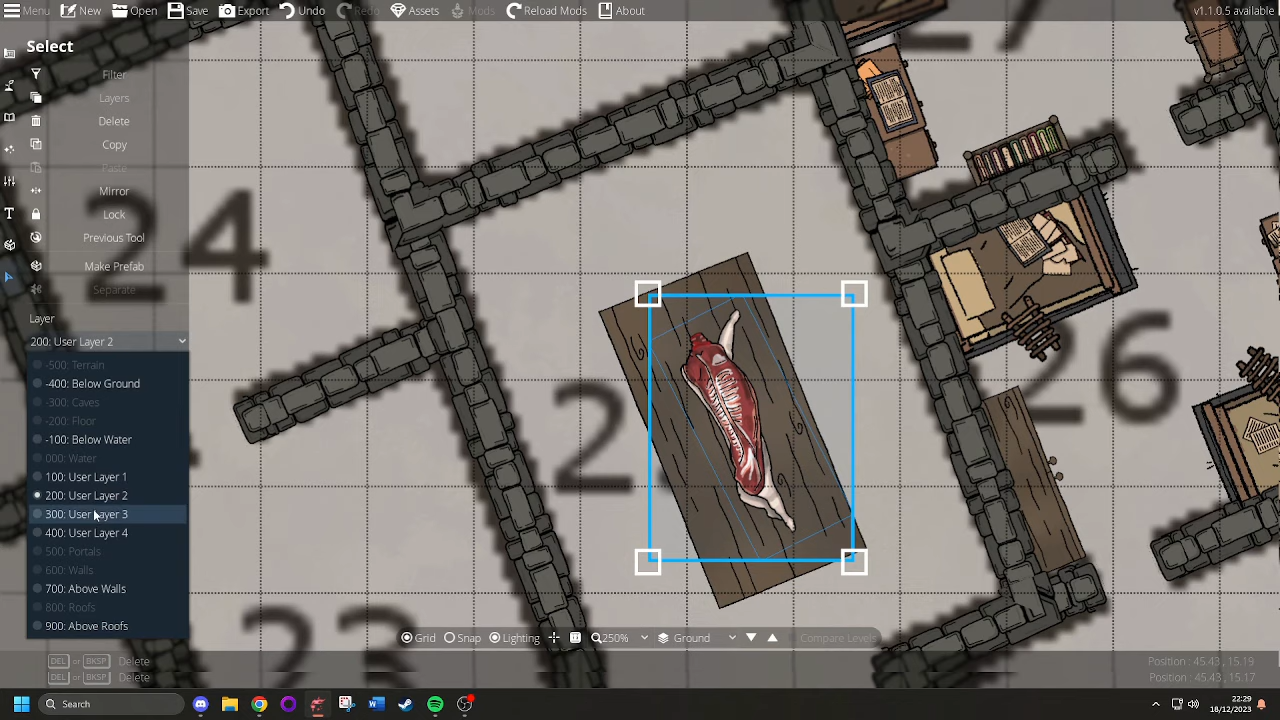 Menu New Open Save Export Undo Redo Assets Mods Reload Mods About v1.1.0.5 available
Select
Filter
Layers
Delete
Copy
Paste
Mirror
Lock
Previous Tool
Make Prefab
Separate
Layer
200: User Layer 2
-500: Terrain
-400: Below Ground
-300: Caves
-200: Floor
-100: Below Water
000: Water
100: User Layer 1
200: User Layer 2
300: User Layer 3
400: User Layer 4
500: Portals
600: Walls
700: Above Walls
800: Roofs
900: Above Roofs
24
27
26
2
23
Grid Snap Lighting 250% Ground Compare Levels
DEL or BKSP Delete
DEL or BKSP Delete
Position : 45.43, 15.19
Position : 45.43, 15.17
Search
22:29
18/12/2023